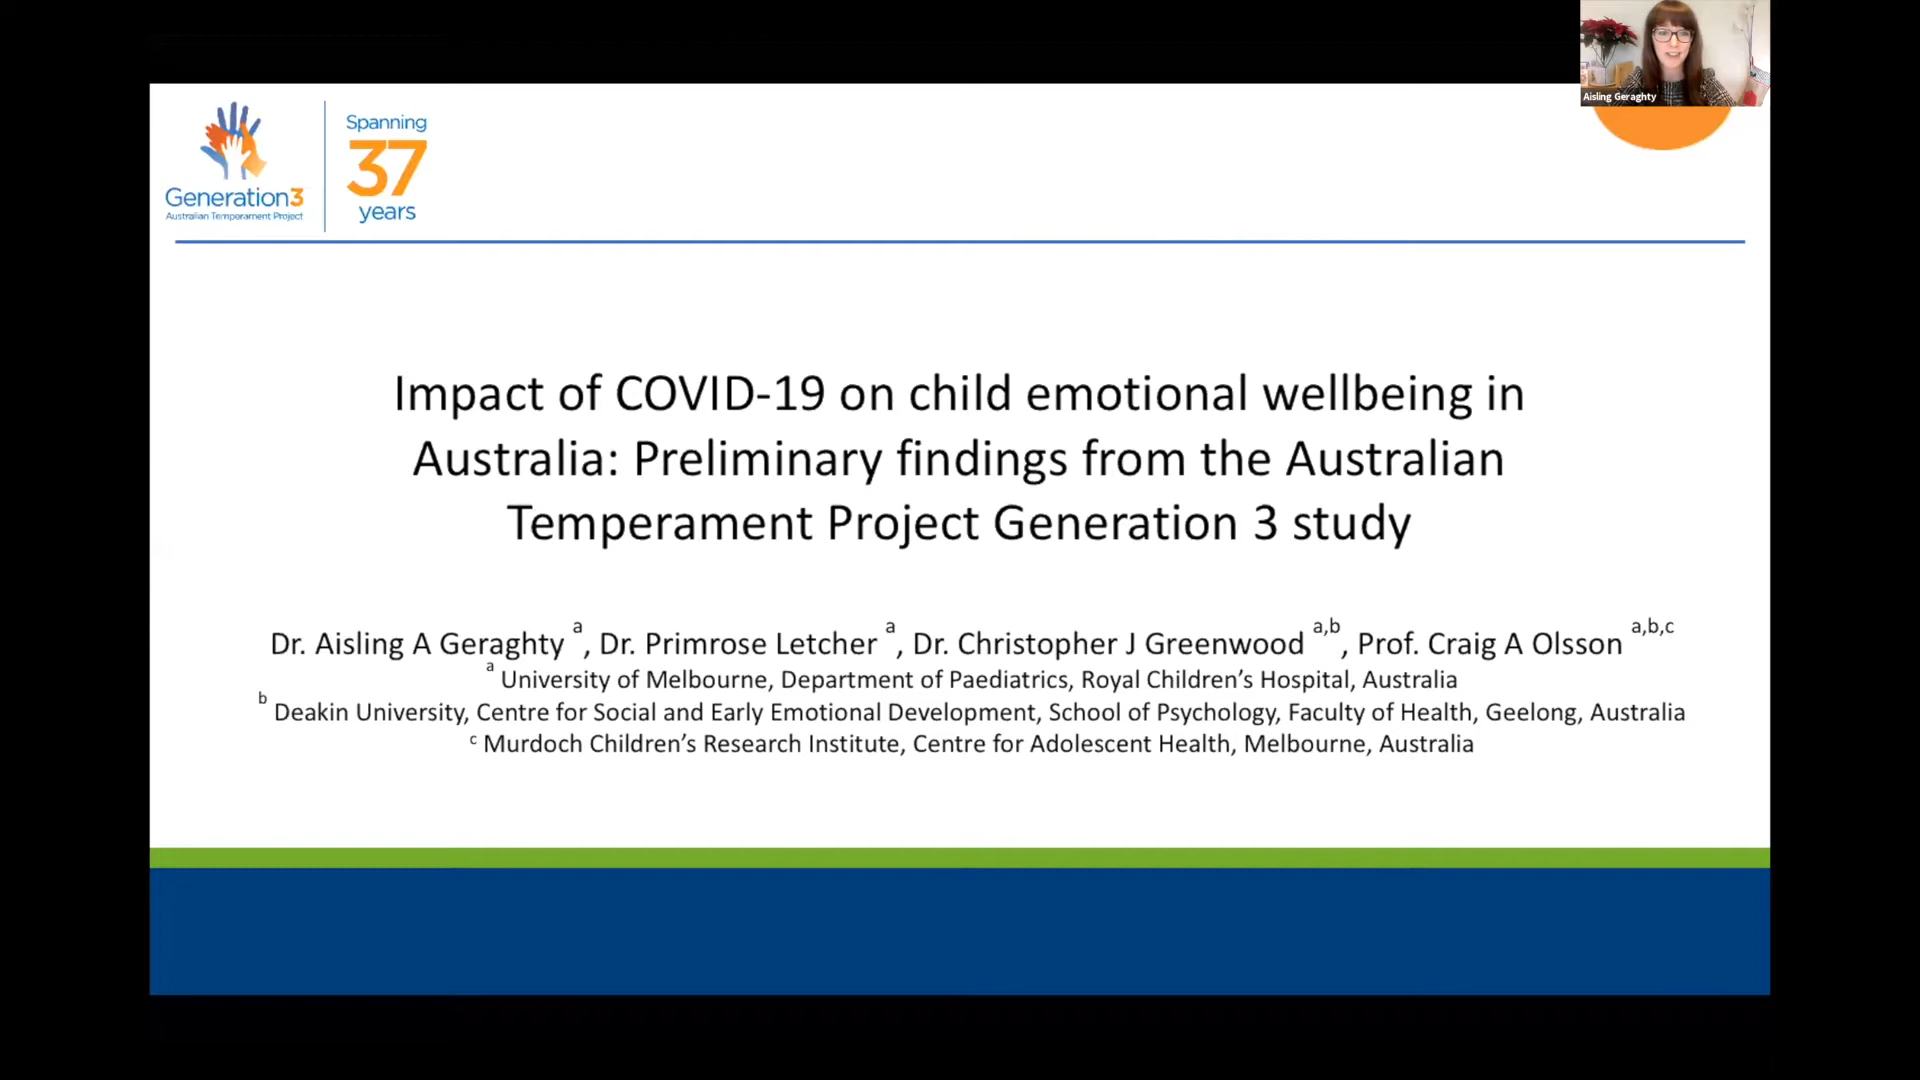 Aisling Geraghty
Generation3
Australian Temperament Project
Spanning
37
years
Impact of COVID-19 on child emotional wellbeing in
Australia: Preliminary findings from the Australian
Temperament Project Generation 3 study
Dr. Aisling A Geraghty a, Dr. Primrose Letcher a, Dr. Christopher J Greenwood a,b, Prof. Craig A Olsson a,b,c
a University of Melbourne, Department of Paediatrics, Royal Children’s Hospital, Australia
b Deakin University, Centre for Social and Early Emotional Development, School of Psychology, Faculty of Health, Geelong, Australia
c Murdoch Children’s Research Institute, Centre for Adolescent Health, Melbourne, Australia